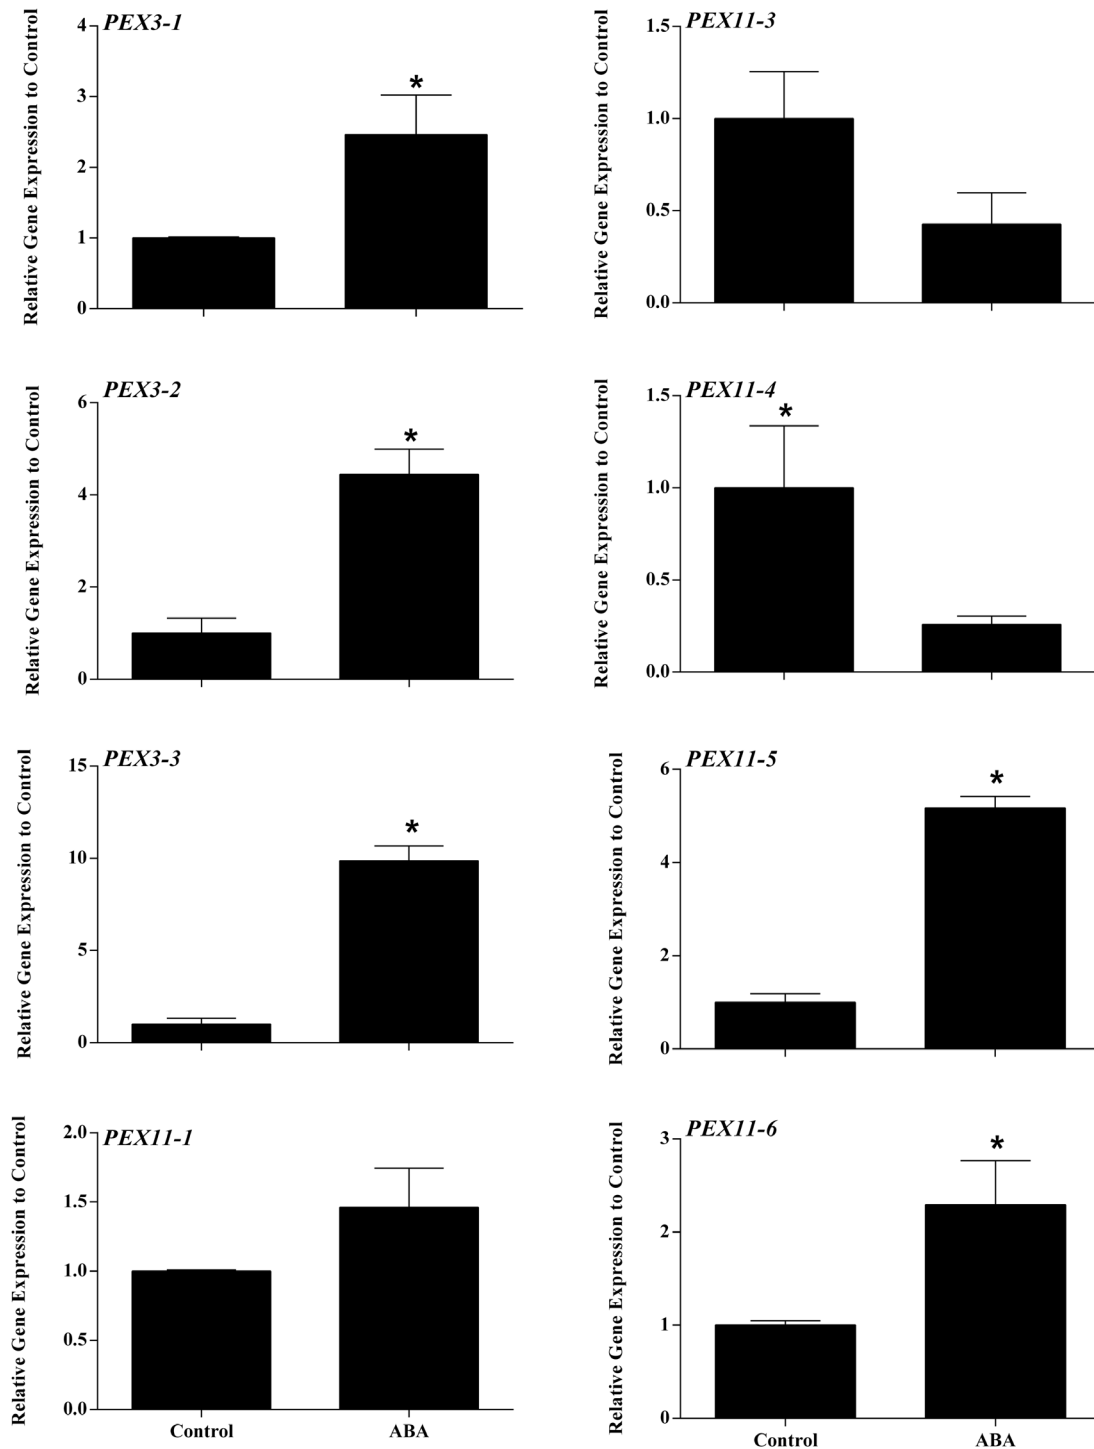 PEX3-1
Relative Gene Expression to Control
4
*
3
2
1
0
PEX11-3
Relative Gene Expression to Control
1.5
1.0
0.5
0.0
PEX3-2
Relative Gene Expression to Control
6
*
4
2
0
PEX11-4
Relative Gene Expression to Control
1.5
*
1.0
0.5
0.0
PEX3-3
Relative Gene Expression to Control
15
*
10
5
0
PEX11-5
Relative Gene Expression to Control
6
*
4
2
0
PEX11-1
Relative Gene Expression to Control
2.0
1.5
1.0
0.5
0.0
Control ABA
PEX11-6
Relative Gene Expression to Control
3
*
2
1
0
Control ABA